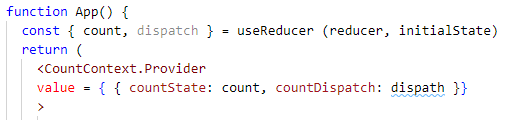 function App() {
const { count, dispatch } = useReducer (reducer, initialState)
return (
<CountContext.Provider
value = { { countState: count, countDispatch: dispath }}
>